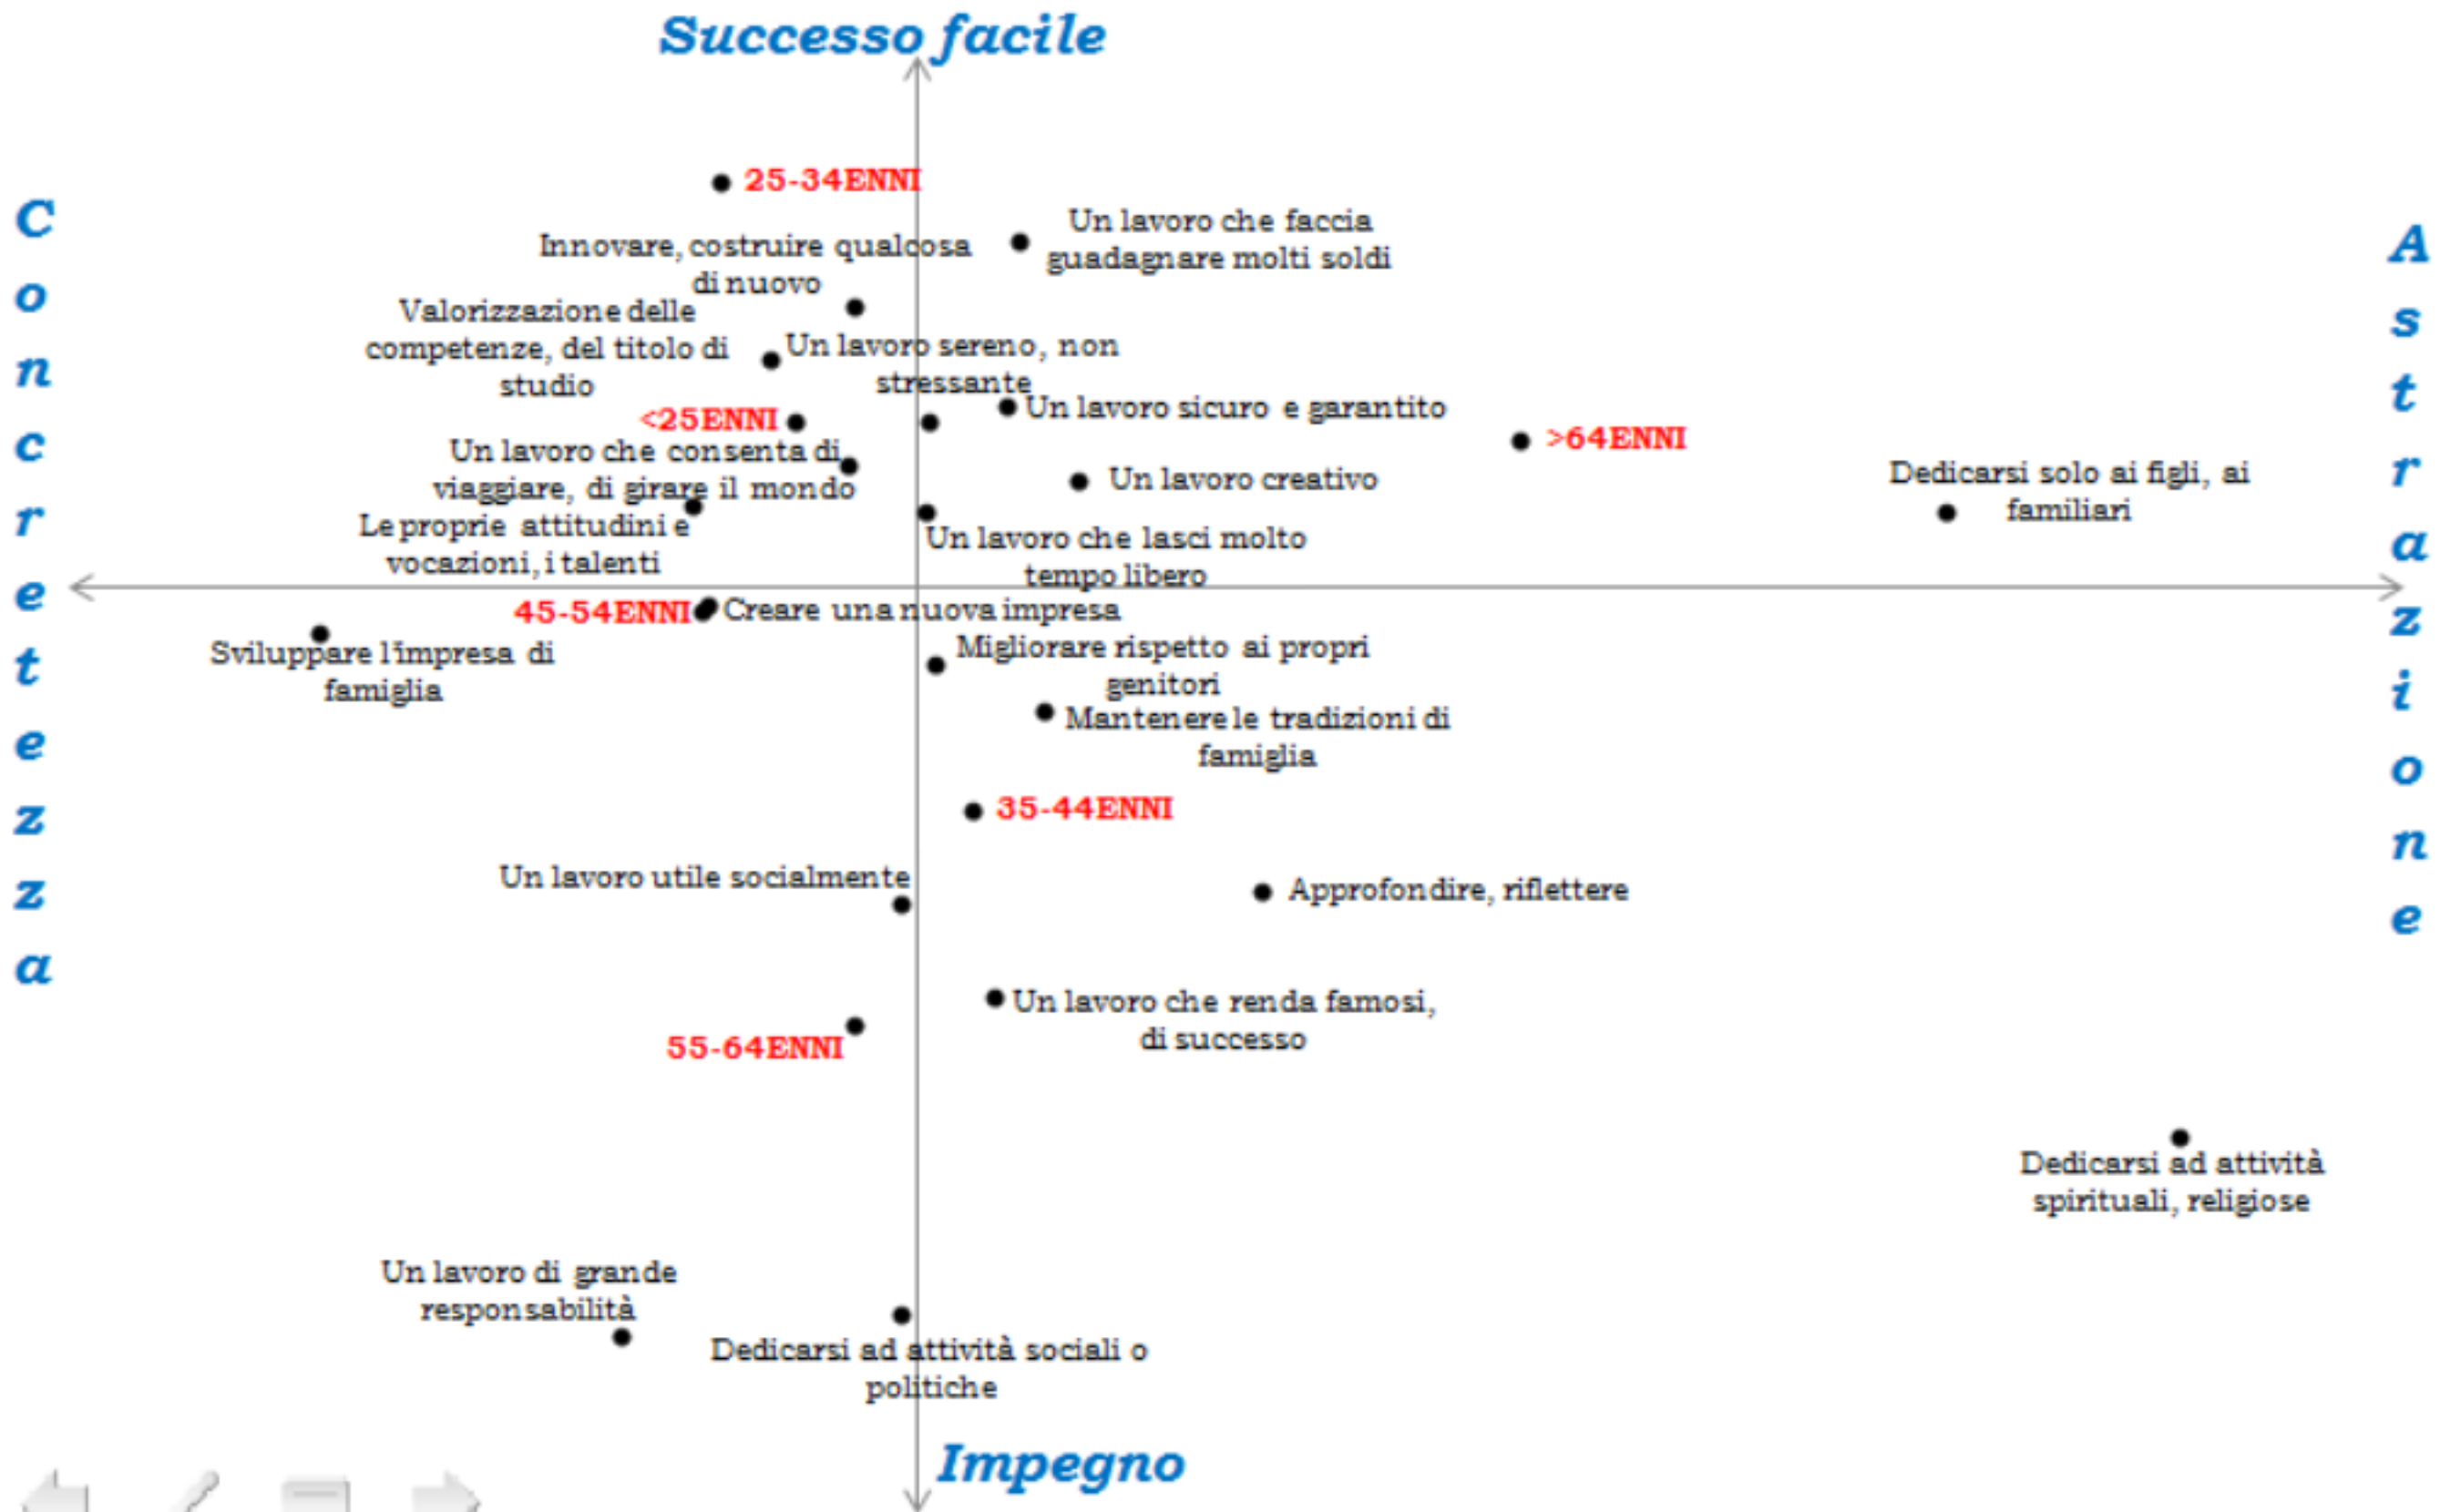 Successo facile
25-34ENNI
Un lavoro che faccia
guadagnare molti soldi
Innovare, costruire qualcosa
di nuovo
Valorizzazione delle
competenze, del titolo di
studio
Un lavoro sereno, non
stressante
Un lavoro sicuro e garantito
<25ENNI
>64ENNI
Un lavoro che consenta di
viaggiare, di girare il mondo
Un lavoro creativo
Dedicarsi solo ai figli, ai
familiari
Le proprie attitudini e
vocazioni, i talenti
Un lavoro che lasci molto
tempo libero
Concretezza
Astrazione
45-54ENNI
Creare una nuova impresa
Sviluppare l'impresa di
famiglia
Migliorare rispetto ai propri
genitori
Mantenere le tradizioni di
famiglia
35-44ENNI
Un lavoro utile socialmente
Approfondire, riflettere
Un lavoro che renda famosi,
di successo
55-64ENNI
Dedicarsi ad attività
spirituali, religiose
Un lavoro di grande
responsabilità
Dedicarsi ad attività sociali o
politiche
Impegno